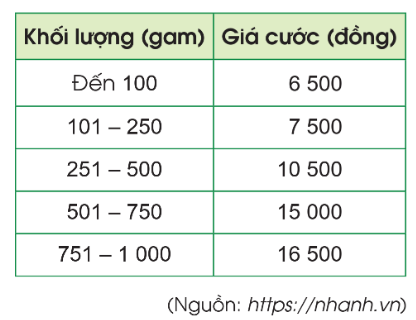 Khối lượng (gam) Giá cước (đồng)
Đến 100 6 500
101 – 250 7 500
251 – 500 10 500
501 – 750 15 000
751 – 1 000 16 500
(Nguồn: https://nhanh.vn)